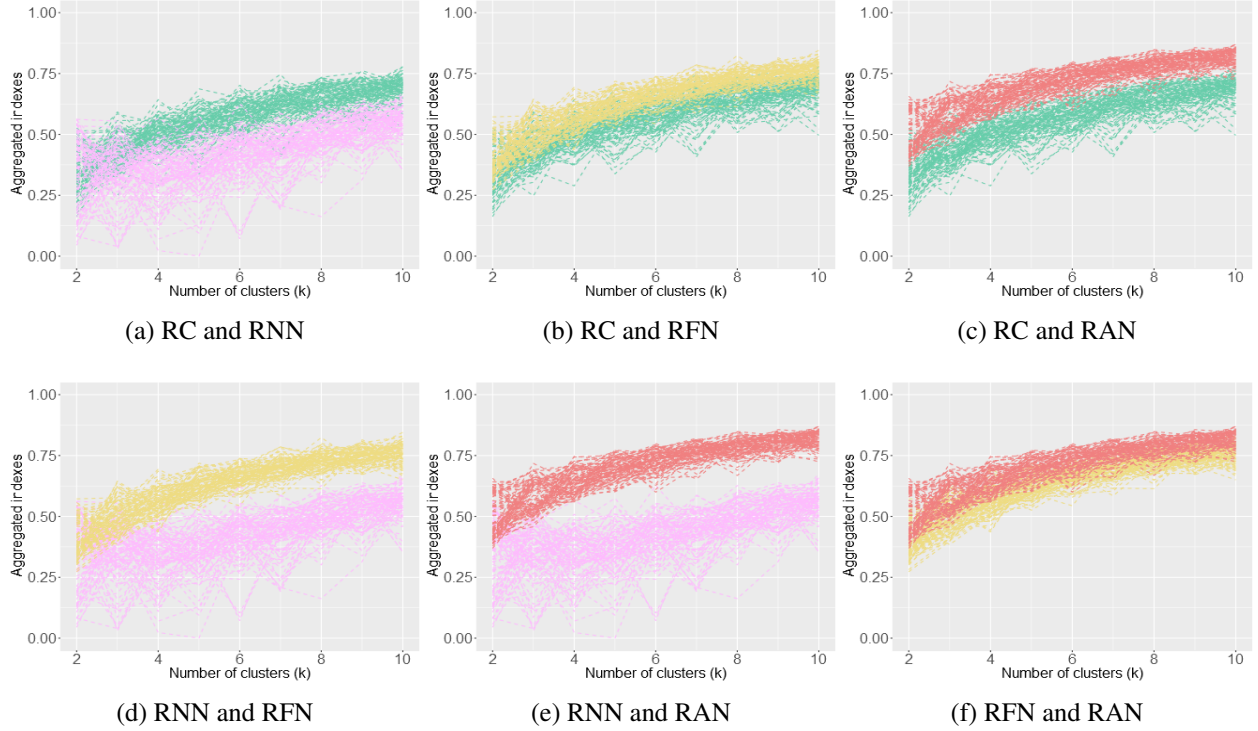 1.00
0.75
0.50
0.25
0.00
Aggregated indexes
2 4 6 8 10
Number of clusters (k)
(a) RC and RNN
1.00
0.75
0.50
0.25
0.00
Aggregated indexes
2 4 6 8 10
Number of clusters (k)
(b) RC and RFN
1.00
0.75
0.50
0.25
0.00
Aggregated indexes
2 4 6 8 10
Number of clusters (k)
(c) RC and RAN
1.00
0.75
0.50
0.25
0.00
Aggregated indexes
2 4 6 8 10
Number of clusters (k)
(d) RNN and RFN
1.00
0.75
0.50
0.25
0.00
Aggregated indexes
2 4 6 8 10
Number of clusters (k)
(e) RNN and RAN
1.00
0.75
0.50
0.25
0.00
Aggregated indexes
2 4 6 8 10
Number of clusters (k)
(f) RFN and RAN